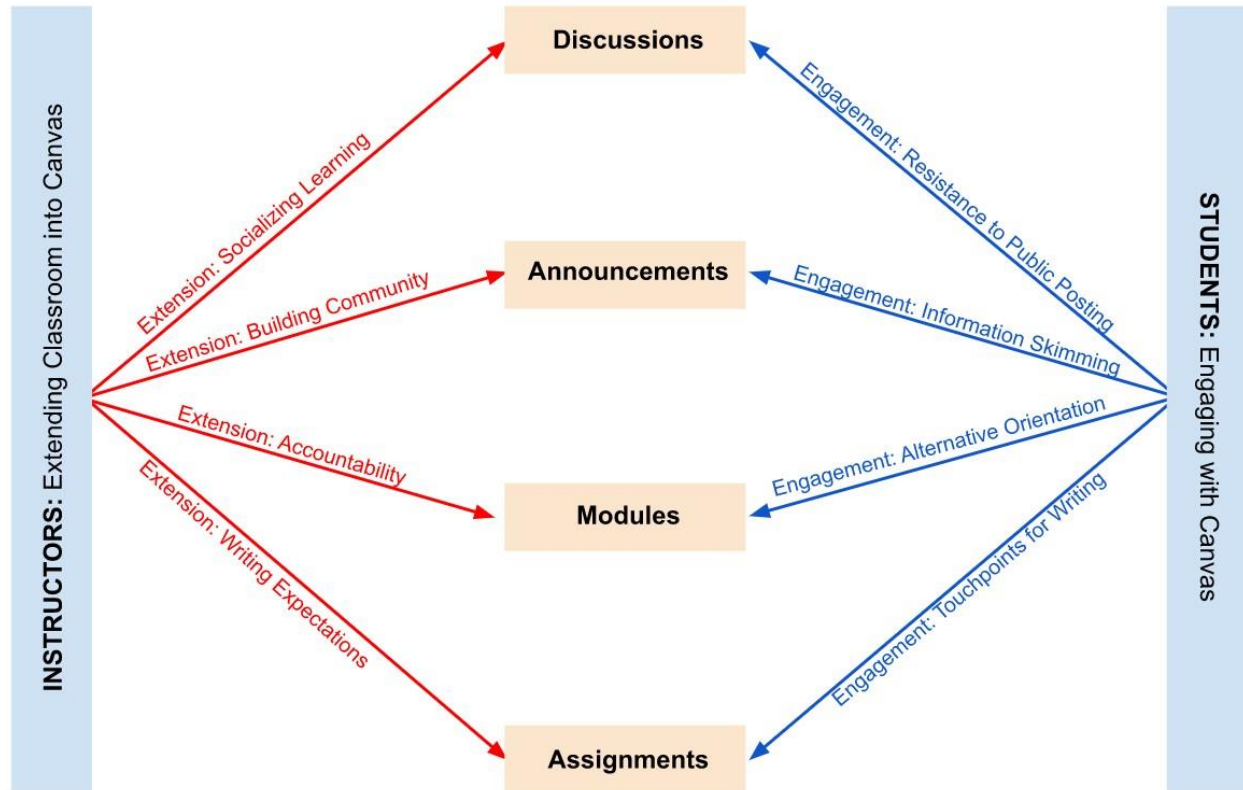 INSTRUCTORS: Extending Classroom into Canvas
Extension: Socializing Learning
Extension: Building Community
Extension: Accountability
Extension: Writing Expectations
Discussions
Announcements
Modules
Assignments
Engagement: Resistance to Public Posting
Engagement: Information Skimming
Engagement: Alternative Orientation
Engagement: Touchpoints for Writing
STUDENTS: Engaging with Canvas